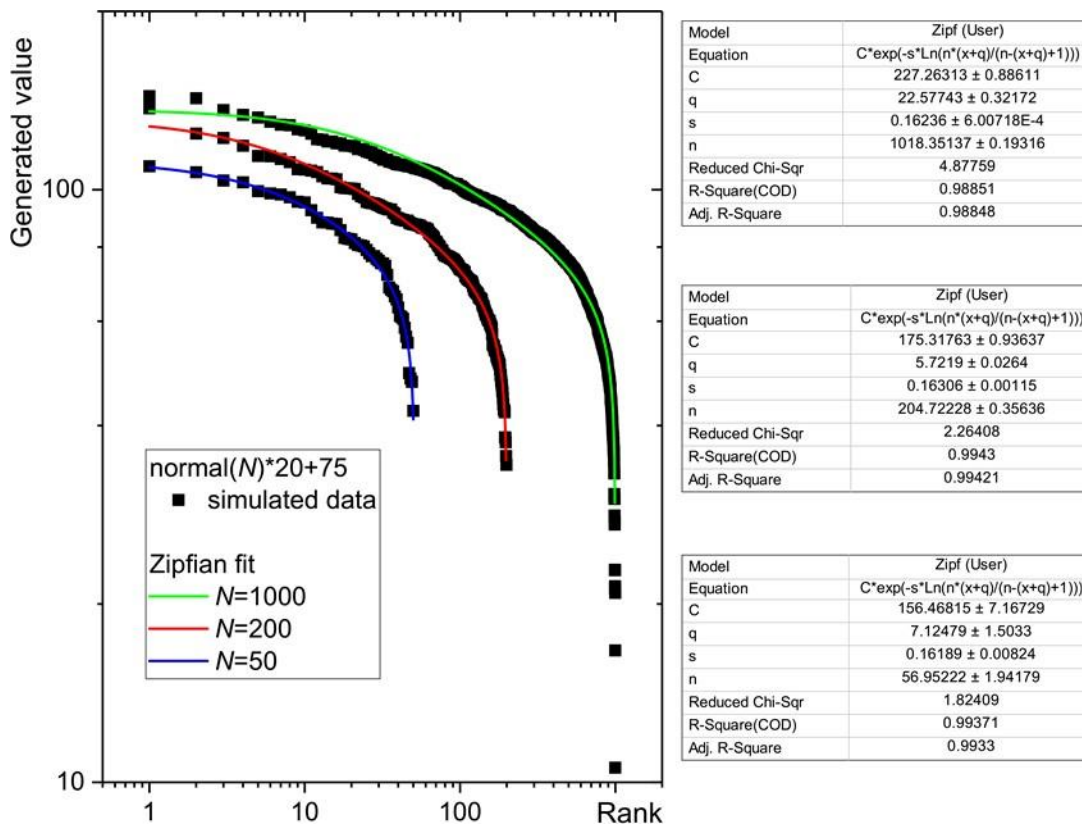 Generated value
100
10
1
10
100
Rank
normal(N)*20+75
simulated data
Zipfian fit
N=1000
N=200
N=50
Model Zipf (User)
Equation C*exp(-s*Ln(n*(x+q)/(n-(x+q)+1)))
C 227.26313 ± 0.88611
q 22.57743 ± 0.32172
s 0.16236 ± 6.00718E-4
n 1018.35137 ± 0.19316
Reduced Chi-Sqr 4.87759
R-Square(COD) 0.98851
Adj. R-Square 0.98848
Model Zipf (User)
Equation C*exp(-s*Ln(n*(x+q)/(n-(x+q)+1)))
C 175.31763 ± 0.93637
q 5.7219 ± 0.0264
s 0.16306 ± 0.00115
n 204.72228 ± 0.35636
Reduced Chi-Sqr 2.26408
R-Square(COD) 0.9943
Adj. R-Square 0.99421
Model Zipf (User)
Equation C*exp(-s*Ln(n*(x+q)/(n-(x+q)+1)))
C 156.46815 ± 7.16729
q 7.12479 ± 1.5033
s 0.16189 ± 0.00824
n 56.95222 ± 1.94179
Reduced Chi-Sqr 1.82409
R-Square(COD) 0.99371
Adj. R-Square 0.9933